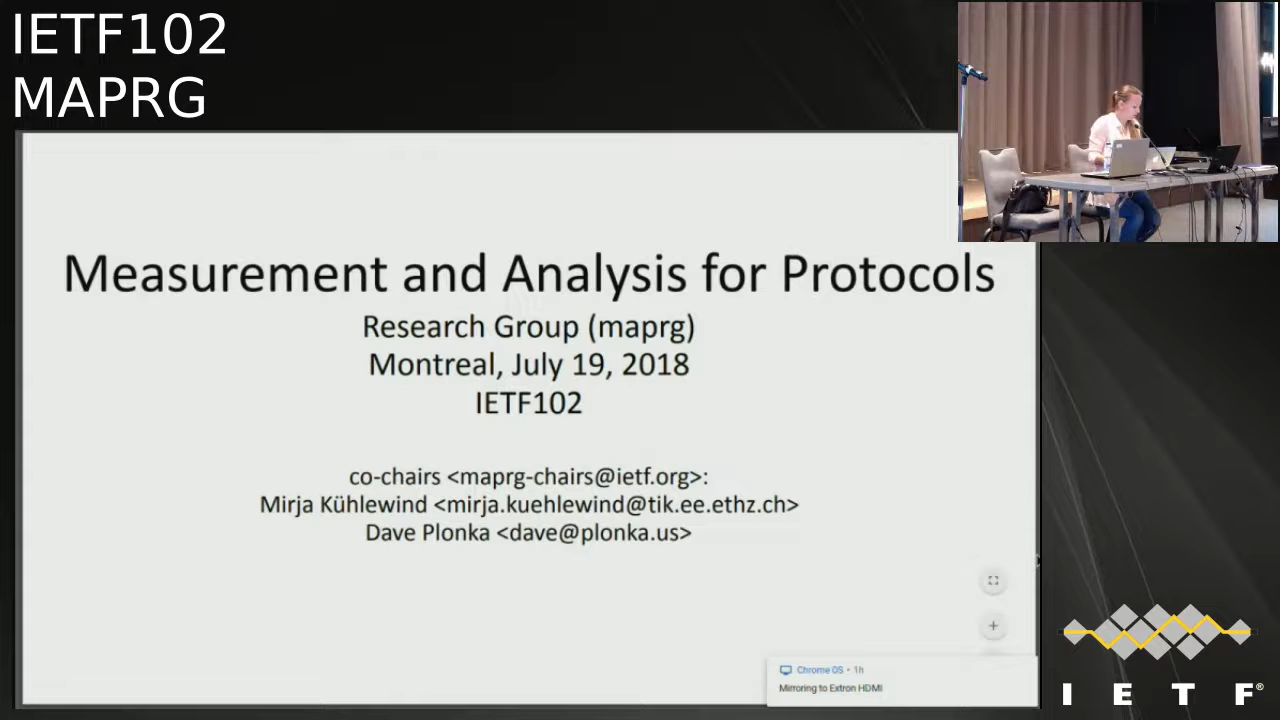 IETF102
MAPRG
Measurement and Analysis for Protocols
Research Group (maprg)
Montreal, July 19, 2018
IETF102
co-chairs <maprg-chairs@ietf.org>:
Mirja Kühlewind <mirja.kuehlewind@tik.ee.ethz.ch>
Dave Plonka <dave@plonka.us>
Chrome OS • 1h
Mirroring to Extron HDMI
I E T F®